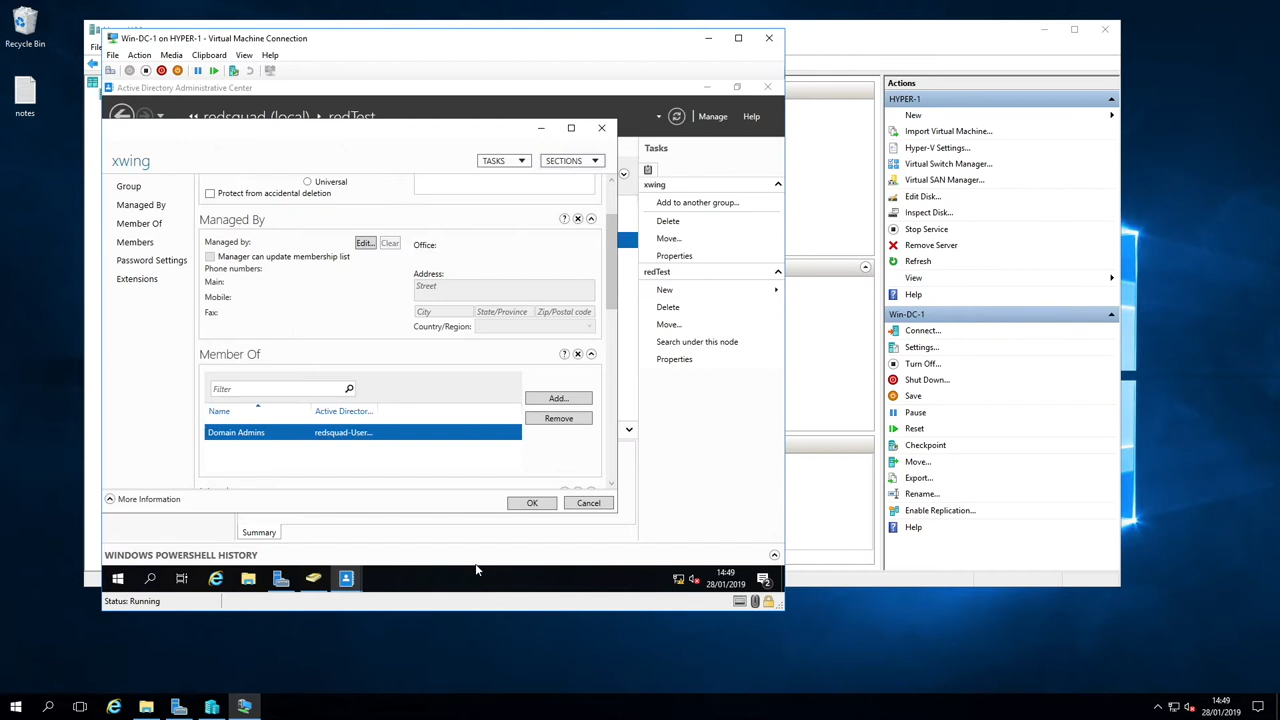 Recycle Bin
notes
File
Win-DC-1 on HYPER-1 - Virtual Machine Connection
File Action Media Clipboard View Help
Active Directory Administrative Center
redsquad (local) redTest
Manage Help
xwing
TASKS SECTIONS
Group
Managed By
Member Of
Members
Password Settings
Extensions
Universal
Protect from accidental deletion
Managed By
Managed by: Edit... Clear Office:
Manager can update membership list
Phone numbers: Address:
Main: Street
Mobile:
Fax: City State/Province Zip/Postal code
Country/Region:
Member Of
Filter
Add...
Name Active Director...
Remove
Domain Admins redsquad-User...
More Information
OK Cancel
Summary
Tasks
xwing
Add to another group...
Delete
Move...
Properties
redTest
New
Delete
Move...
Search under this node
Properties
WINDOWS POWERSHELL HISTORY
14:49
28/01/2019
2
Status: Running
Actions
HYPER-1
New
Import Virtual Machine...
Hyper-V Settings...
Virtual Switch Manager...
Virtual SAN Manager...
Edit Disk...
Inspect Disk...
Stop Service
Remove Server
Refresh
View
Help
Win-DC-1
Connect...
Settings...
Turn Off...
Shut Down...
Save
Pause
Reset
Checkpoint
Move...
Export...
Rename...
Enable Replication...
Help
14:49
28/01/2019